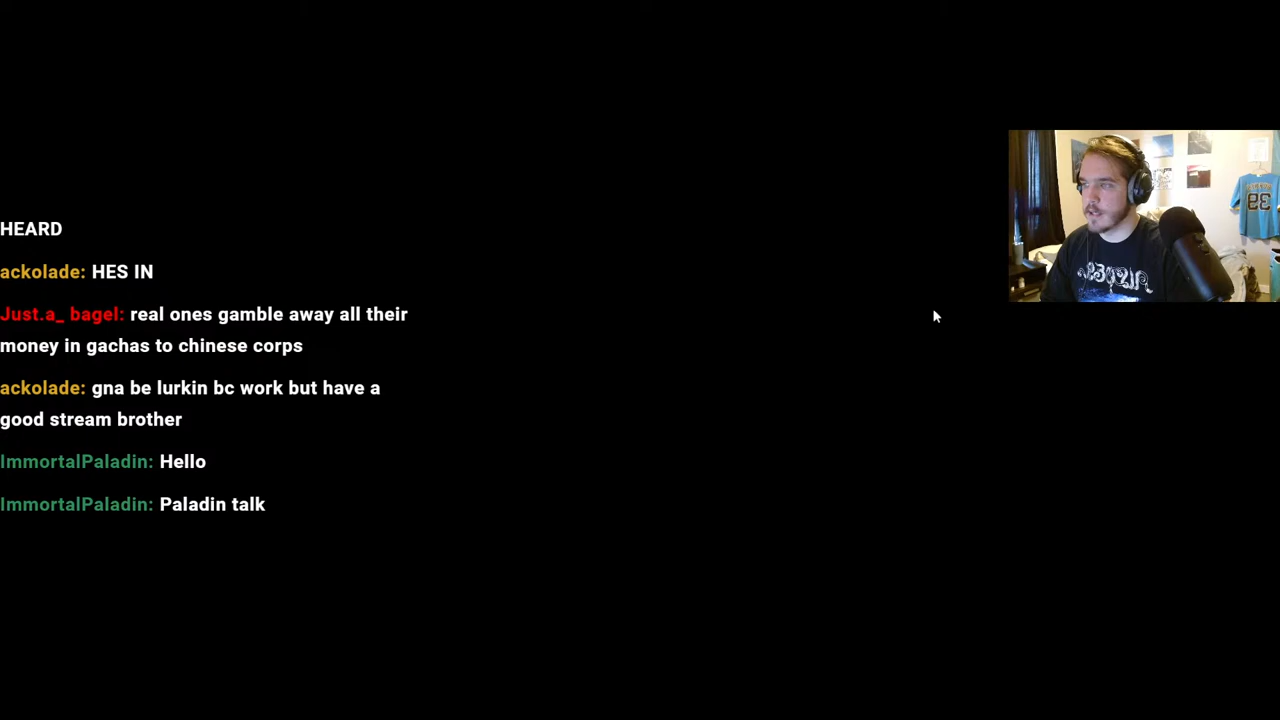 HEARD
ackolade: HES IN
Just.a_ bagel: real ones gamble away all their
money in gachas to chinese corps
ackolade: gna be lurkin bc work but have a
good stream brother
ImmortalPaladin: Hello
ImmortalPaladin: Paladin talk